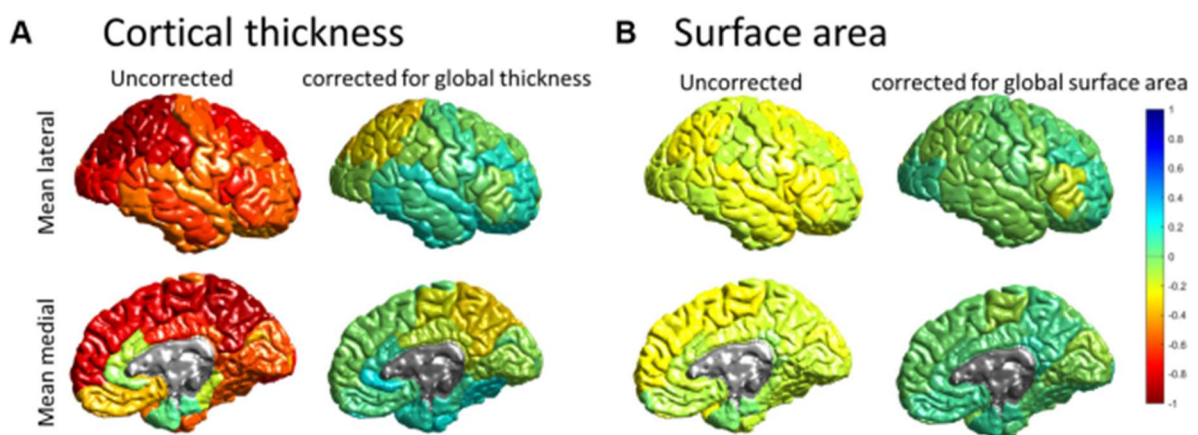 A Cortical thickness
B Surface area
Uncorrected
corrected for global thickness
Uncorrected
corrected for global surface area
Mean lateral
Mean medial
1
0.8
0.6
0.4
0.2
0
-0.2
-0.4
-0.6
-0.8
-1